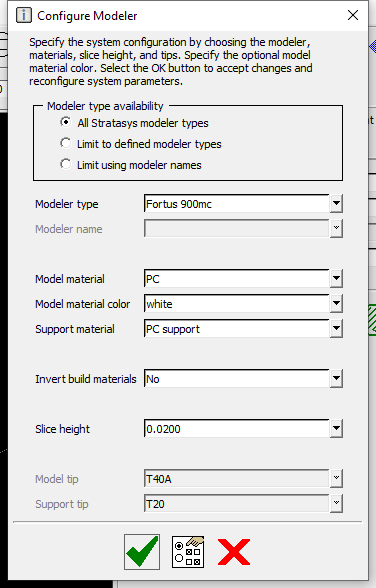 Configure Modeler
Specify the system configuration by choosing the modeler,
materials, slice height, and tips. Specify the optional model
material color. Select the OK button to accept changes and
reconfigure system parameters.
Modeler type availability
All Stratasys modeler types
Limit to defined modeler types
Limit using modeler names
Modeler type Fortus 900mc
Modeler name
Model material PC
Model material color white
Support material PC support
Invert build materials No
Slice height 0.0200
Model tip T40A
Support tip T20